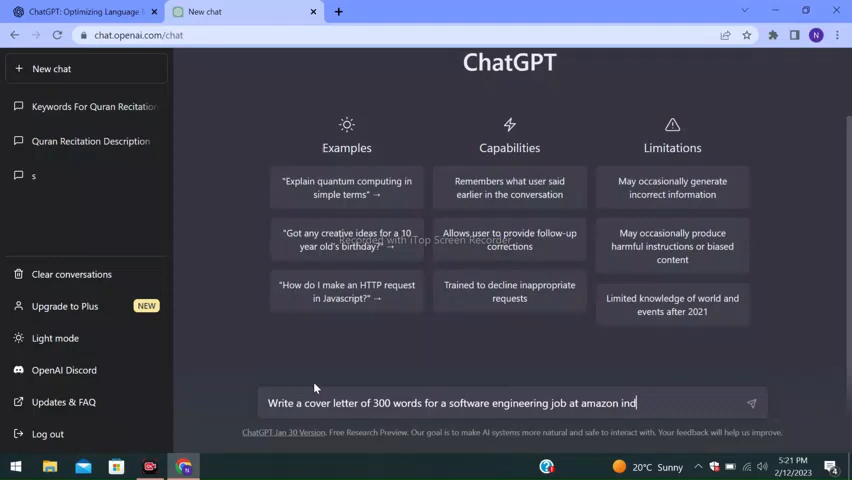 ChatGPT: Optimizing Language
New chat
chat.openai.com/chat
N
New chat
Keywords For Quran Recitation
Quran Recitation Description
s
Clear conversations
Upgrade to Plus NEW
Light mode
OpenAI Discord
Updates & FAQ
Log out
ChatGPT
Examples
"Explain quantum computing in
simple terms" →
"Got any creative ideas for a 10
year old's birthday?" →
"How do I make an HTTP request
in Javascript?" →
Capabilities
Remembers what user said
earlier in the conversation
Allows user to provide follow-up
corrections
Trained to decline inappropriate
requests
Limitations
May occasionally generate
incorrect information
May occasionally produce
harmful instructions or biased
content
Limited knowledge of world and
events after 2021
Recorded with iTop Screen Recorder
Write a cover letter of 300 words for a software engineering job at amazon ind
ChatGPT Jan 30 Version. Free Research Preview. Our goal is to make AI systems more natural and safe to interact with. Your feedback will help us improve.
20°C Sunny
5:21 PM
2/12/2023
4